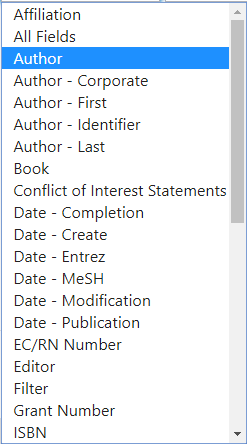 Affiliation
All Fields
Author
Author - Corporate
Author - First
Author - Identifier
Author - Last
Book
Conflict of Interest Statements
Date - Completion
Date - Create
Date - Entrez
Date - MeSH
Date - Modification
Date - Publication
EC/RN Number
Editor
Filter
Grant Number
ISBN